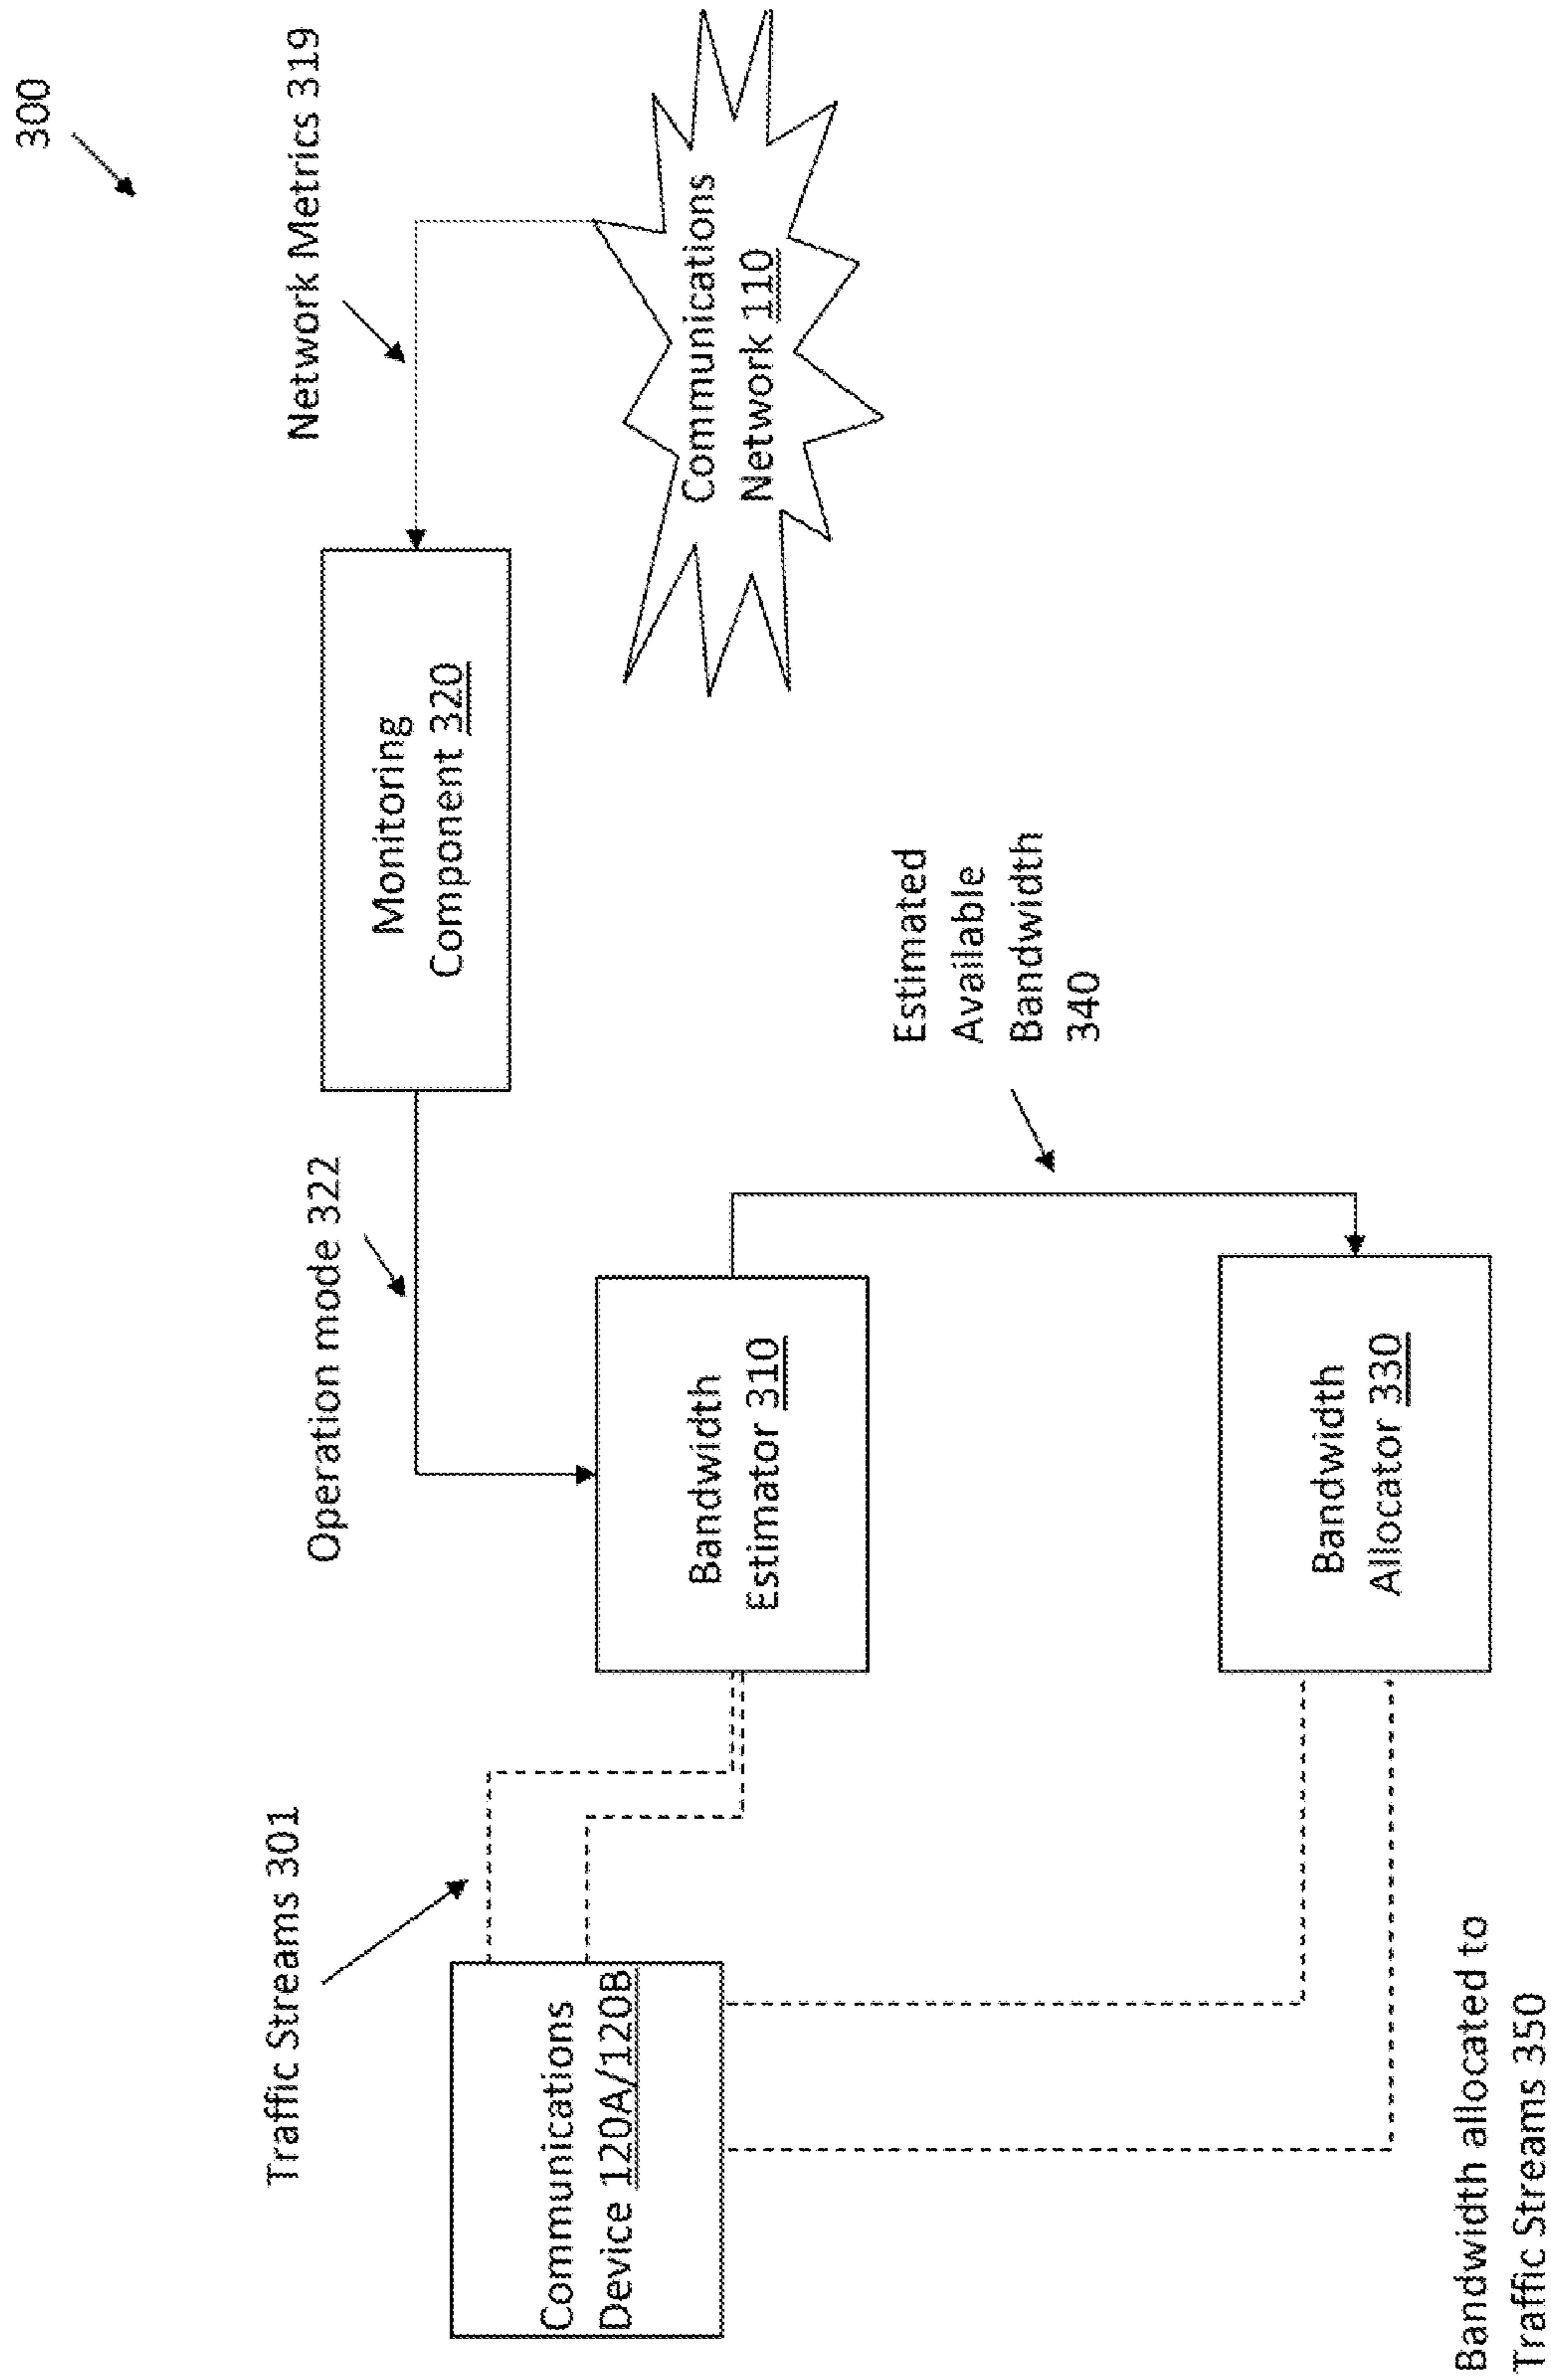 300
Network Metrics 319
Communications
Network 110
Monitoring
Component 320
Operation mode 322
Estimated
Available
Bandwidth
340
Bandwidth
Estimator 310
Bandwidth
Allocator 330
Traffic Streams 301
Communications
Device 120A/120B
Bandwidth allocated to
Traffic Streams 350